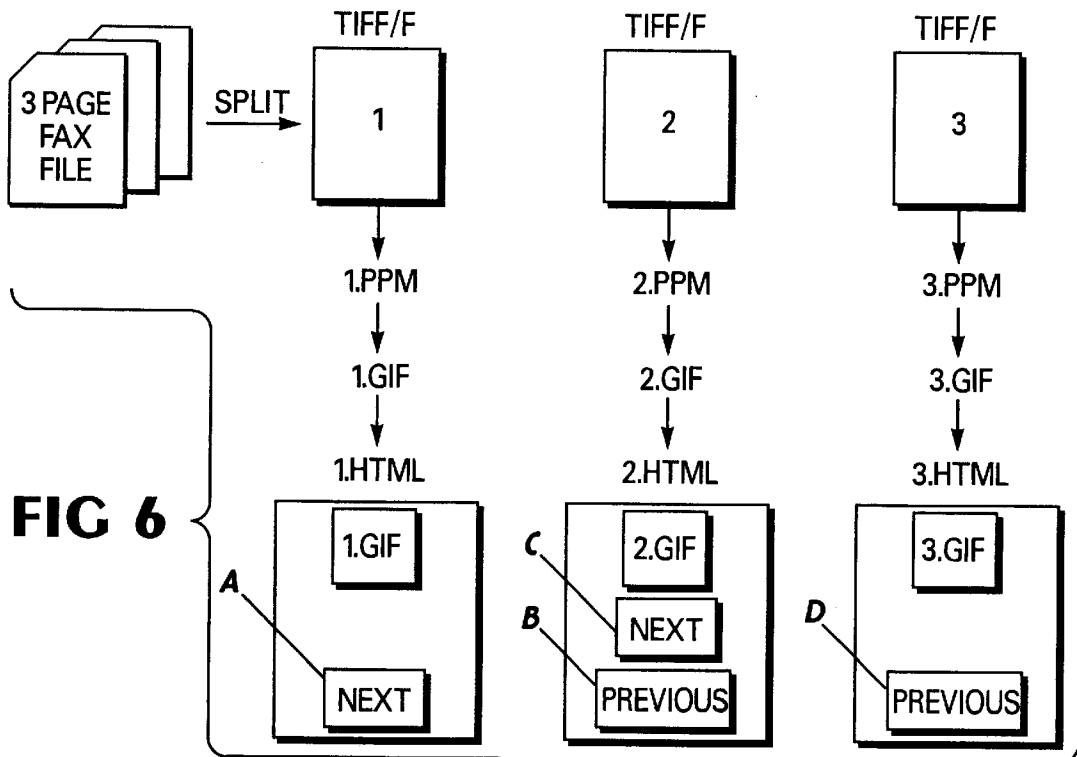 TIFF/F
TIFF/F
TIFF/F
3 PAGE
FAX
FILE
SPLIT
1
2
3
1.PPM
2.PPM
3.PPM
1.GIF
2.GIF
3.GIF
1.HTML
2.HTML
3.HTML
FIG 6
1.GIF
2.GIF
3.GIF
A
C
B
D
NEXT
NEXT
PREVIOUS
PREVIOUS